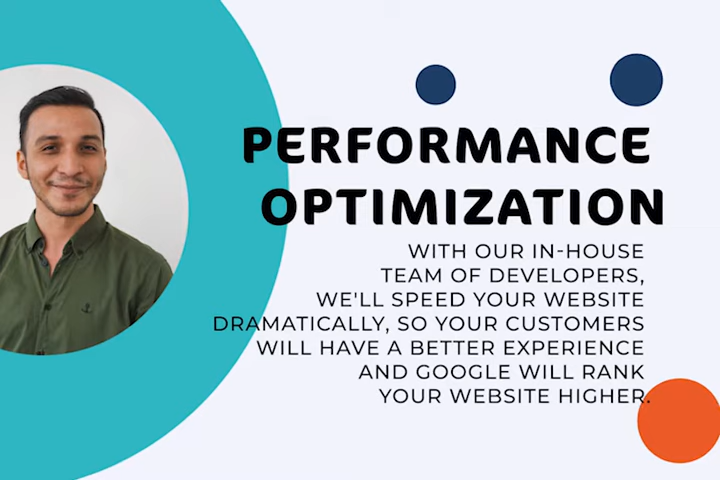 PERFORMANCE
OPTIMIZATION
WITH OUR IN-HOUSE
TEAM OF DEVELOPERS,
WE'LL SPEED YOUR WEBSITE
DRAMATICALLY, SO YOUR CUSTOMERS
WILL HAVE A BETTER EXPERIENCE
AND GOOGLE WILL RANK
YOUR WEBSITE HIGHER.